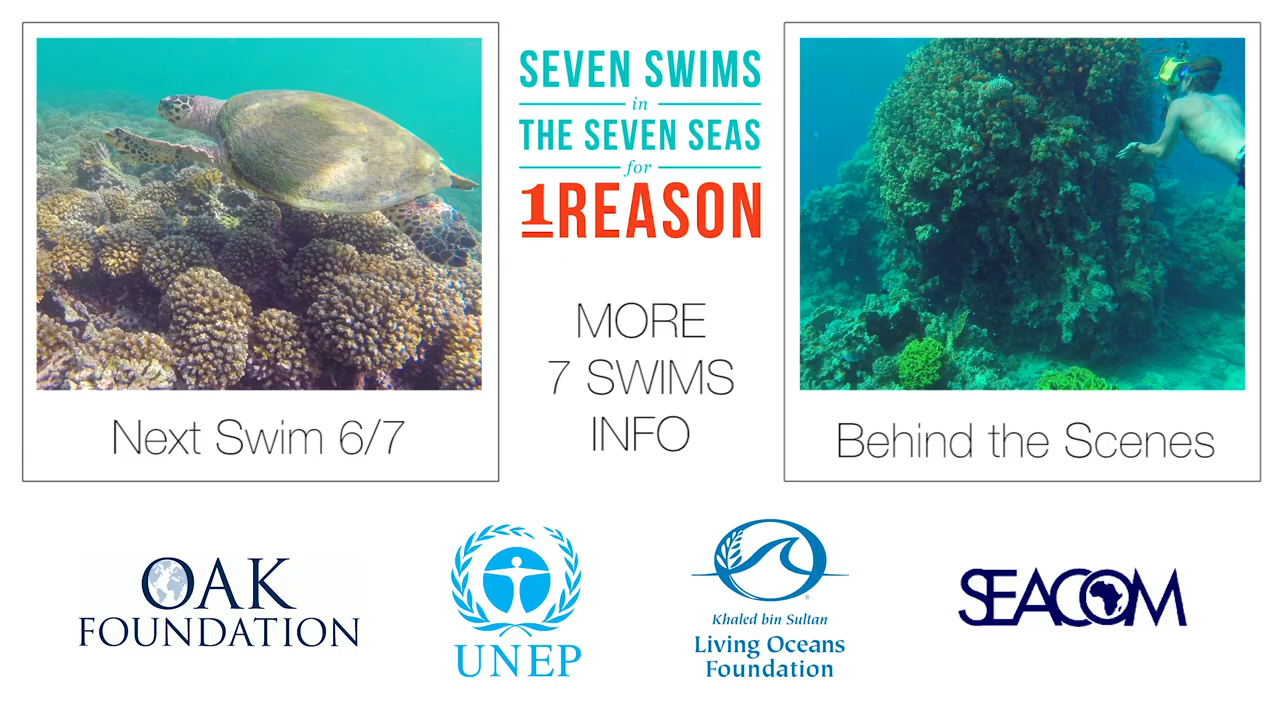 SEVEN SWIMS
in
THE SEVEN SEAS
for
1REASON
MORE
7 SWIMS
INFO
Next Swim 6/7
Behind the Scenes
OAK
FOUNDATION
UNEP
Khaled bin Sultan
Living Oceans
Foundation
SEACOM